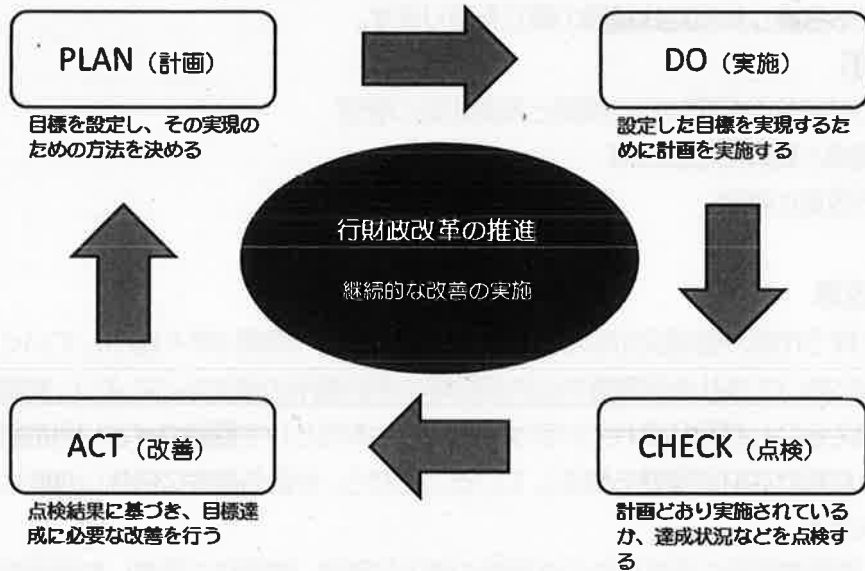 PLAN（計画）
目標を設定し、その実現の
ための方法を決める
DO（実施）
設定した目標を実現するた
めに計画を実施する
行財政改革の推進
継続的な改善の実施
ACT（改善）
点検結果に基づき、目標達
成に必要な改善を行う
CHECK（点検）
計画どおり実施されている
か、達成状況などを点検す
る